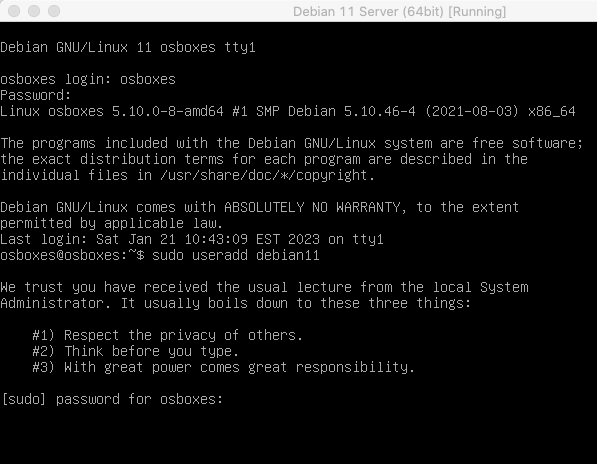 Debian 11 Server (64bit) [Running]
Debian GNU/Linux 11 osboxes tty1
osboxes login: osboxes
Password:
Linux osboxes 5.10.0-8-amd64 #1 SMP Debian 5.10.46-4 (2021-08-03) x86_64
The programs included with the Debian GNU/Linux system are free software;
the exact distribution terms for each program are described in the
individual files in /usr/share/doc/*/copyright.
Debian GNU/Linux comes with ABSOLUTELY NO WARRANTY, to the extent
permitted by applicable law.
Last login: Sat Jan 21 10:43:09 EST 2023 on tty1
osboxes@osboxes:~$ sudo useradd debian11
We trust you have received the usual lecture from the local System
Administrator. It usually boils down to these three things:
#1) Respect the privacy of others.
#2) Think before you type.
#3) With great power comes great responsibility.
[sudo] password for osboxes: